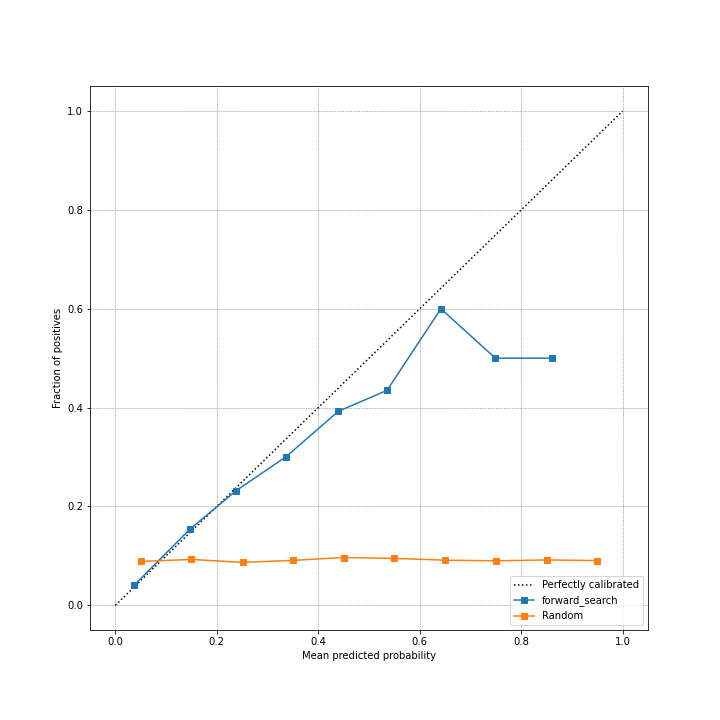 1.0
0.8
0.6
0.4
0.2
0.0
Fraction of positives
0.0 0.2 0.4 0.6 0.8 1.0
Mean predicted probability
Perfectly calibrated
forward_search
Random